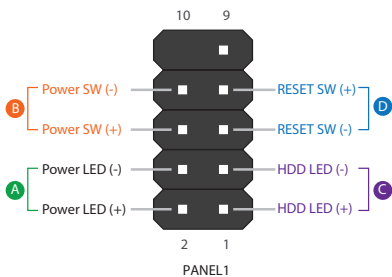 10 9
Power SW (-) RESET SW (+)
B D
Power SW (+) RESET SW (-)
Power LED (-) HDD LED (-)
A C
Power LED (+) HDD LED (+)
2 1
PANEL1